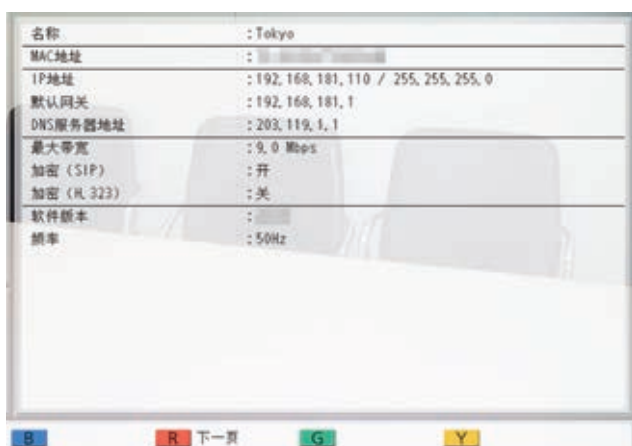 名称 :Tokyo
MAC地址 :
IP地址 :192, 168, 181, 110 / 255, 255, 255, 0
默认网关 :192, 168, 181, 1
DNS服务器地址 :203, 119, 1, 1
最大带宽 :9, 0 Mbps
加密 (SIP) :开
加密 (H, 323) :关
软件版本 :
频率 :50Hz
B R 下一页 G Y